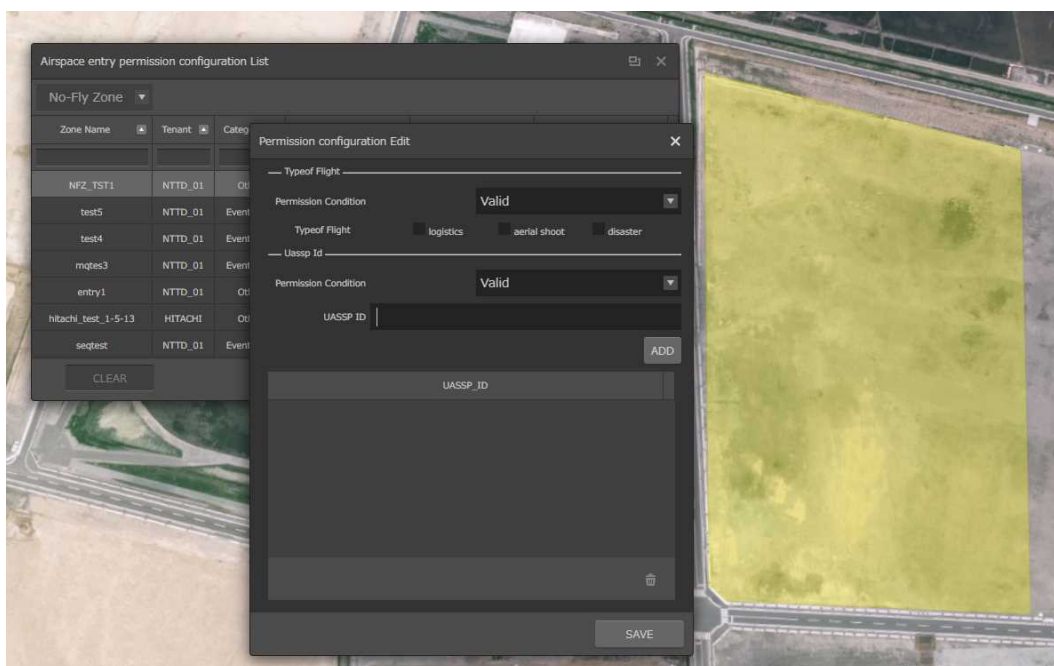 Airspace entry permission configuration List
No-Fly Zone
Zone Name Tenant Categ
NFZ_TST1 NTTD_01 Ot
test5 NTTD_01 Event
test4 NTTD_01 Event
mqtes3 NTTD_01 Event
entry1 NTTD_01 Ot
hitachi_test_1-5-13 HITACHI Ot
seqtest NTTD_01 Event
CLEAR
Permission configuration Edit
Typeof Flight
Permission Condition Valid
Typeof Flight logistics aerial shoot disaster
Uassp Id
Permission Condition Valid
UASSP ID
ADD
UASSP_ID
SAVE